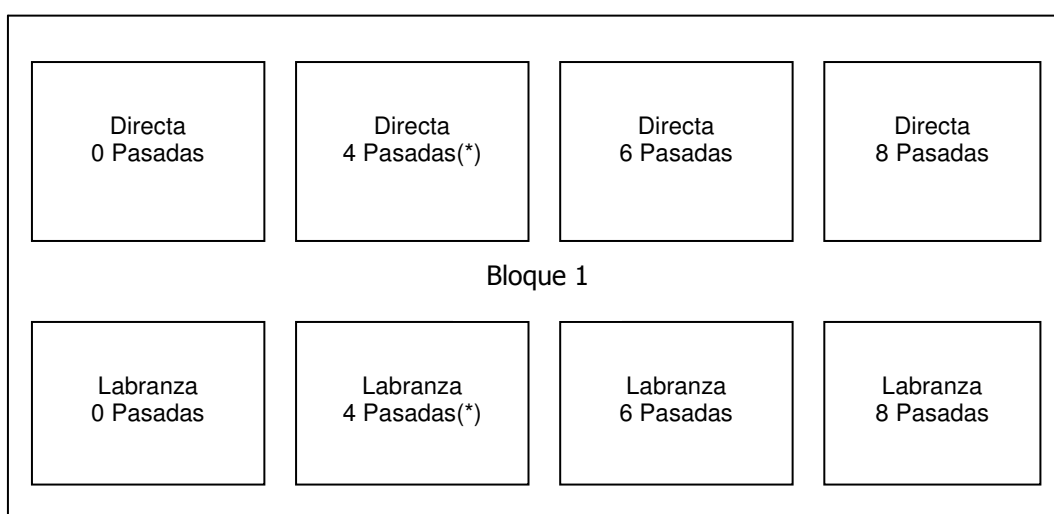 Directa
0 Pasadas
Directa
4 Pasadas(*)
Directa
6 Pasadas
Directa
8 Pasadas
Bloque 1
Labranza
0 Pasadas
Labranza
4 Pasadas(*)
Labranza
6 Pasadas
Labranza
8 Pasadas